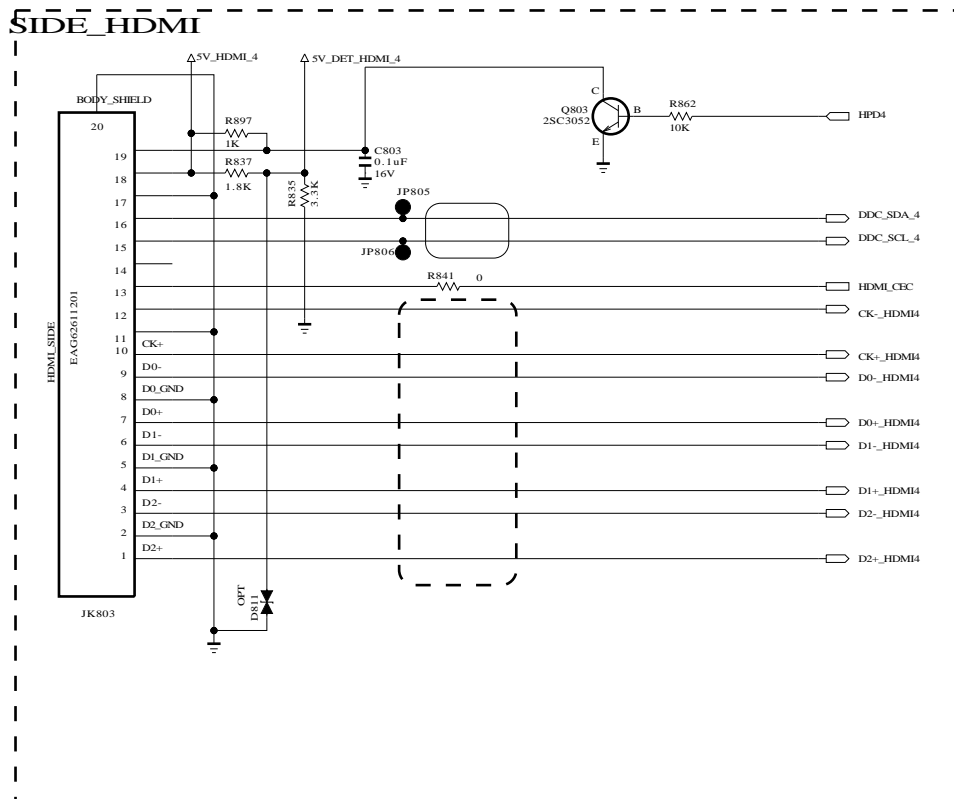 SIDE_HDMI
5V_HDMI_4
5V_DET_HDMI_4
BODY_SHIELD
20
R897
1K
C
Q803
2SC3052
B
E
R862
10K
HPD4
19
C803
0.1uF
16V
18
R837
1.8K
R835
3.3K
17
JP805
16
DDC_SDA_4
15
JP806
DDC_SCL_4
14
R841
0
13
HDMI_CEC
12
CK-_HDMI4
11
CK+
10
CK+_HDMI4
D0-
9
D0-_HDMI4
D0_GND
8
D0+
7
D0+_HDMI4
D1-
6
D1-_HDMI4
D1_GND
5
D1+
4
D1+_HDMI4
D2-
3
D2-_HDMI4
D2_GND
2
D2+
1
D2+_HDMI4
HDMI_SIDE
EAG62611201
JK803
OPT
D811